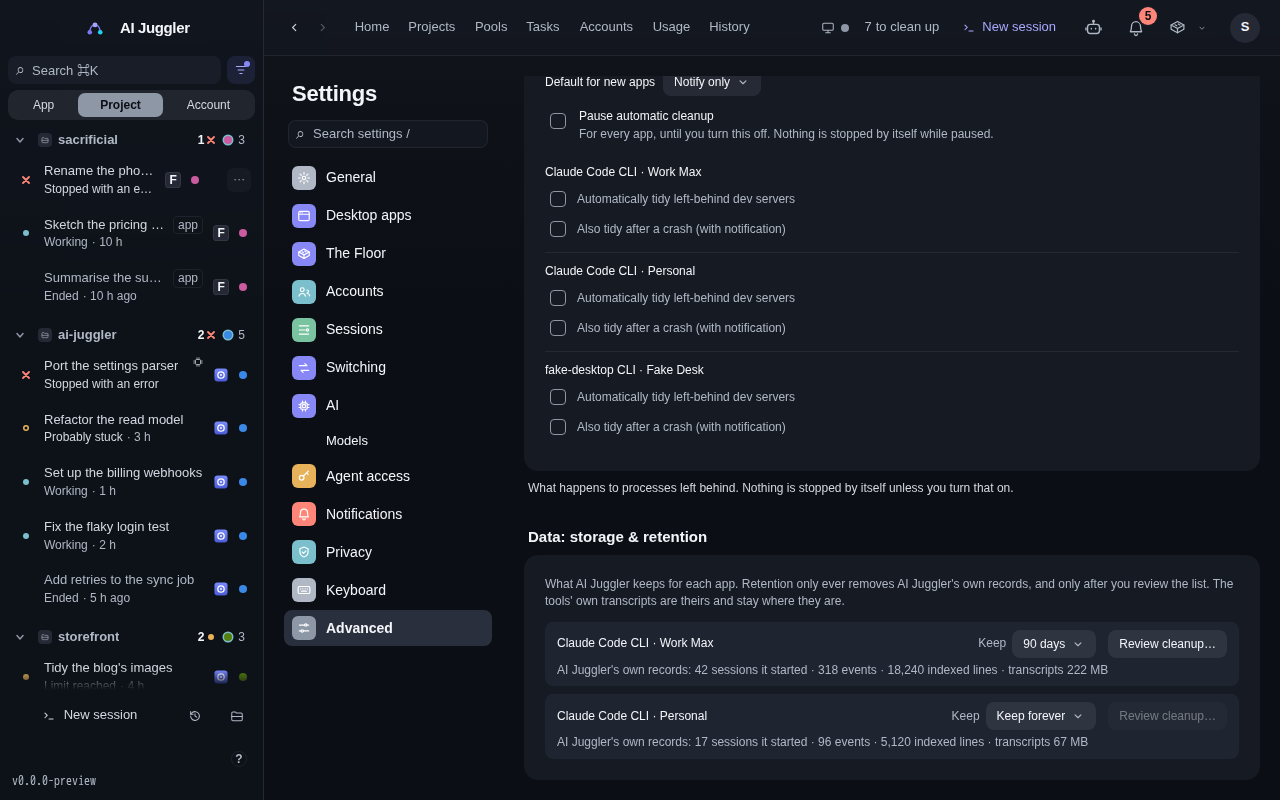 AI Juggler
Search ⌘K
App
Project
Account
sacrificial
1
3
Rename the pho…
Stopped with an e…
F
Sketch the pricing …
app
Working · 10 h
F
Summarise the su…
app
Ended · 10 h ago
F
ai-juggler
2
5
Port the settings parser
Stopped with an error
Refactor the read model
Probably stuck · 3 h
Set up the billing webhooks
Working · 1 h
Fix the flaky login test
Working · 2 h
Add retries to the sync job
Ended · 5 h ago
storefront
2
3
Tidy the blog's images
Limit reached · 4 h
New session
?
v0.0.0-preview
Home
Projects
Pools
Tasks
Accounts
Usage
History
7 to clean up
New session
5
S
Settings
Search settings /
General
Desktop apps
The Floor
Accounts
Sessions
Switching
AI
Models
Agent access
Notifications
Privacy
Keyboard
Advanced
Default for new apps
Notify only
Pause automatic cleanup
For every app, until you turn this off. Nothing is stopped by itself while paused.
Claude Code CLI · Work Max
Automatically tidy left-behind dev servers
Also tidy after a crash (with notification)
Claude Code CLI · Personal
Automatically tidy left-behind dev servers
Also tidy after a crash (with notification)
fake-desktop CLI · Fake Desk
Automatically tidy left-behind dev servers
Also tidy after a crash (with notification)
What happens to processes left behind. Nothing is stopped by itself unless you turn that on.
Data: storage & retention
What AI Juggler keeps for each app. Retention only ever removes AI Juggler's own records, and only after you review the list. The
tools' own transcripts are theirs and stay where they are.
Claude Code CLI · Work Max
Keep
90 days
Review cleanup…
AI Juggler's own records: 42 sessions it started · 318 events · 18,240 indexed lines · transcripts 222 MB
Claude Code CLI · Personal
Keep
Keep forever
Review cleanup…
AI Juggler's own records: 17 sessions it started · 96 events · 5,120 indexed lines · transcripts 67 MB